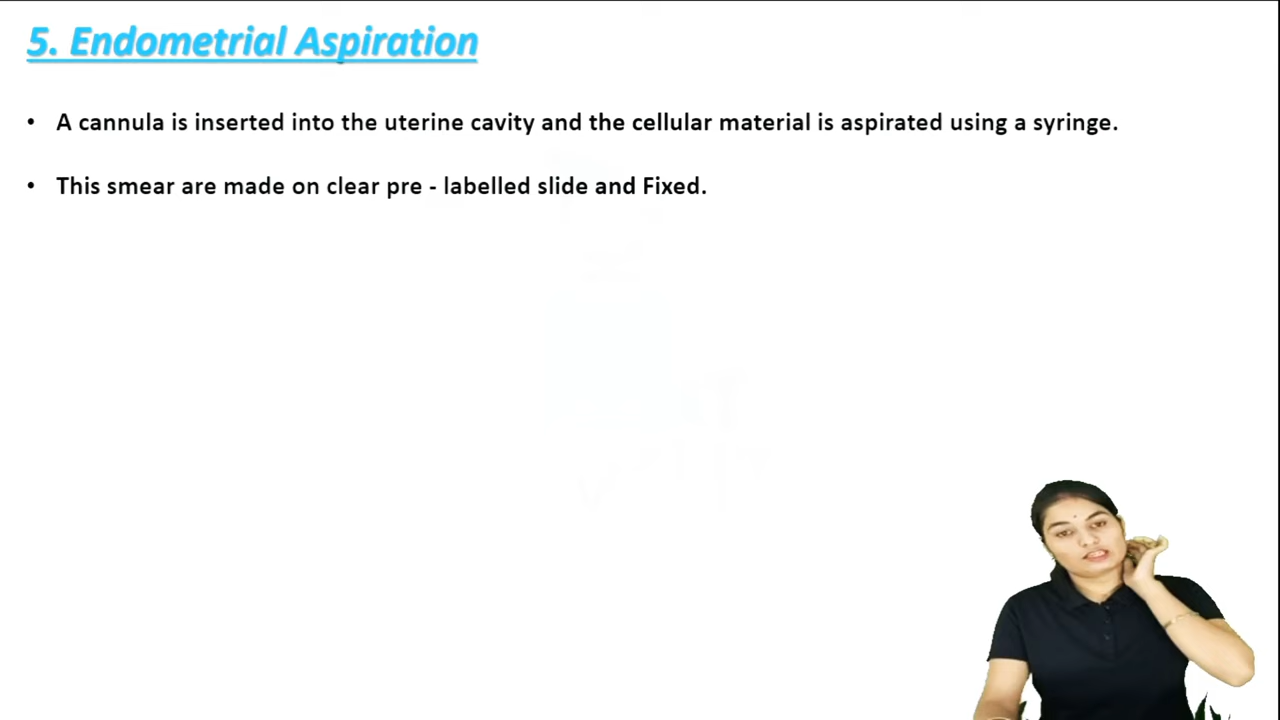 5. Endometrial Aspiration
• A cannula is inserted into the uterine cavity and the cellular material is aspirated using a syringe.
• This smear are made on clear pre - labelled slide and Fixed.